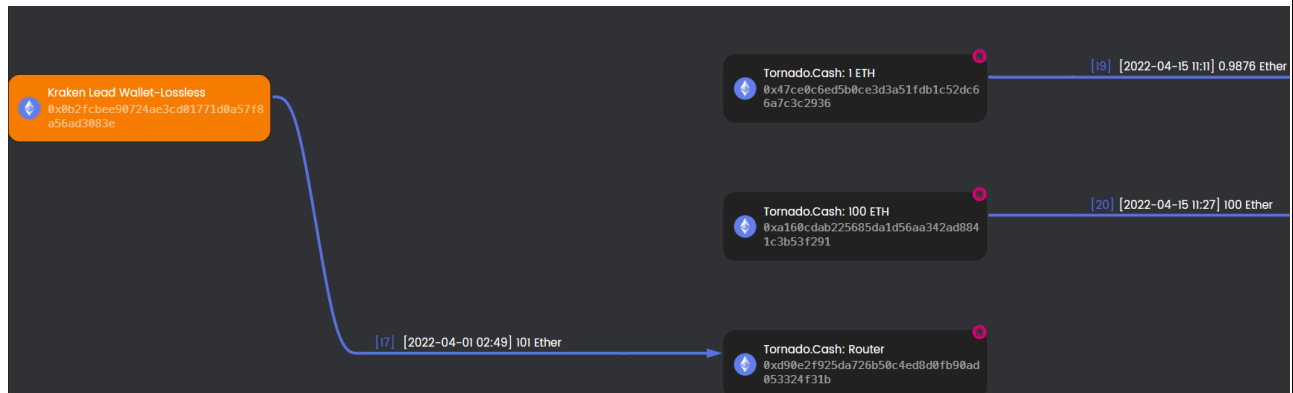 Kraken Lead Wallet-Lossless
0x0b2fcbee90724ae3cd01771d0a57f8
a56ad3083e
Tornado.Cash: 1 ETH
0x47ce0c6ed5b0ce3d3a51fdb1c52dc6
6a7c3c2936
[19] [2022-04-15 11:11] 0.9876 Ether
Tornado.Cash: 100 ETH
0xa160cdab225685da1d56aa342ad884
1c3b53f291
[20] [2022-04-15 11:27] 100 Ether
[17] [2022-04-01 02:49] 101 Ether
Tornado.Cash: Router
0xd90e2f925da726b50c4ed8d0fb90ad
053324f31b